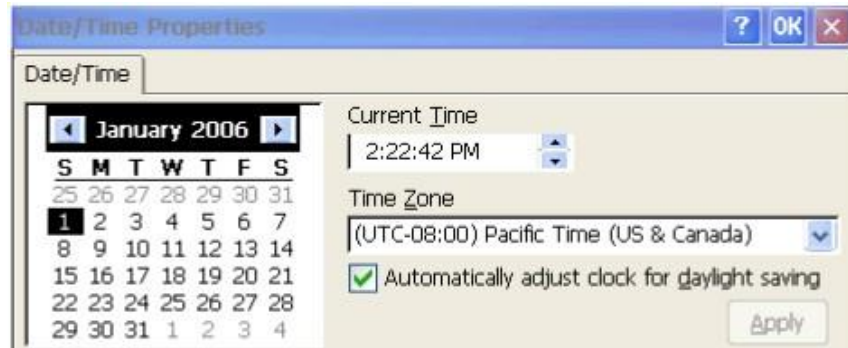 Date/Time Properties ? OK ×
Date/Time
January 2006
S M T W T F S
25 26 27 28 29 30 31
1 2 3 4 5 6 7
8 9 10 11 12 13 14
15 16 17 18 19 20 21
22 23 24 25 26 27 28
29 30 31 1 2 3 4
Current Time
2:22:42 PM
Time Zone
(UTC-08:00) Pacific Time (US & Canada)
Automatically adjust clock for daylight saving
Apply